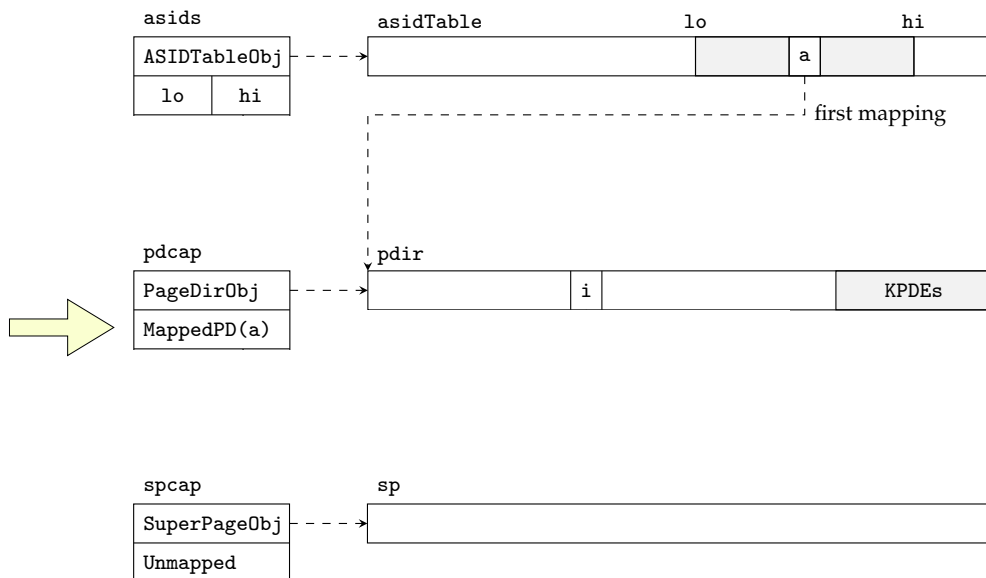 asids
asidTable lo hi
ASIDTableObj a
lo hi
first mapping
pdcap
pdir
PageDirObj i KPDEs
MappedPD(a)
spcap sp
SuperPageObj
Unmapped